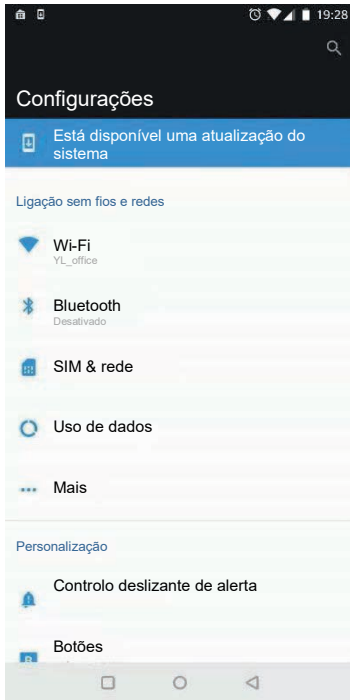 19:28
Configurações
Está disponível uma atualização do
sistema
Ligação sem fios e redes
Wi-Fi
YL_office
Bluetooth
Desativado
SIM & rede
Uso de dados
Mais
Personalização
Controlo deslizante de alerta
Botões